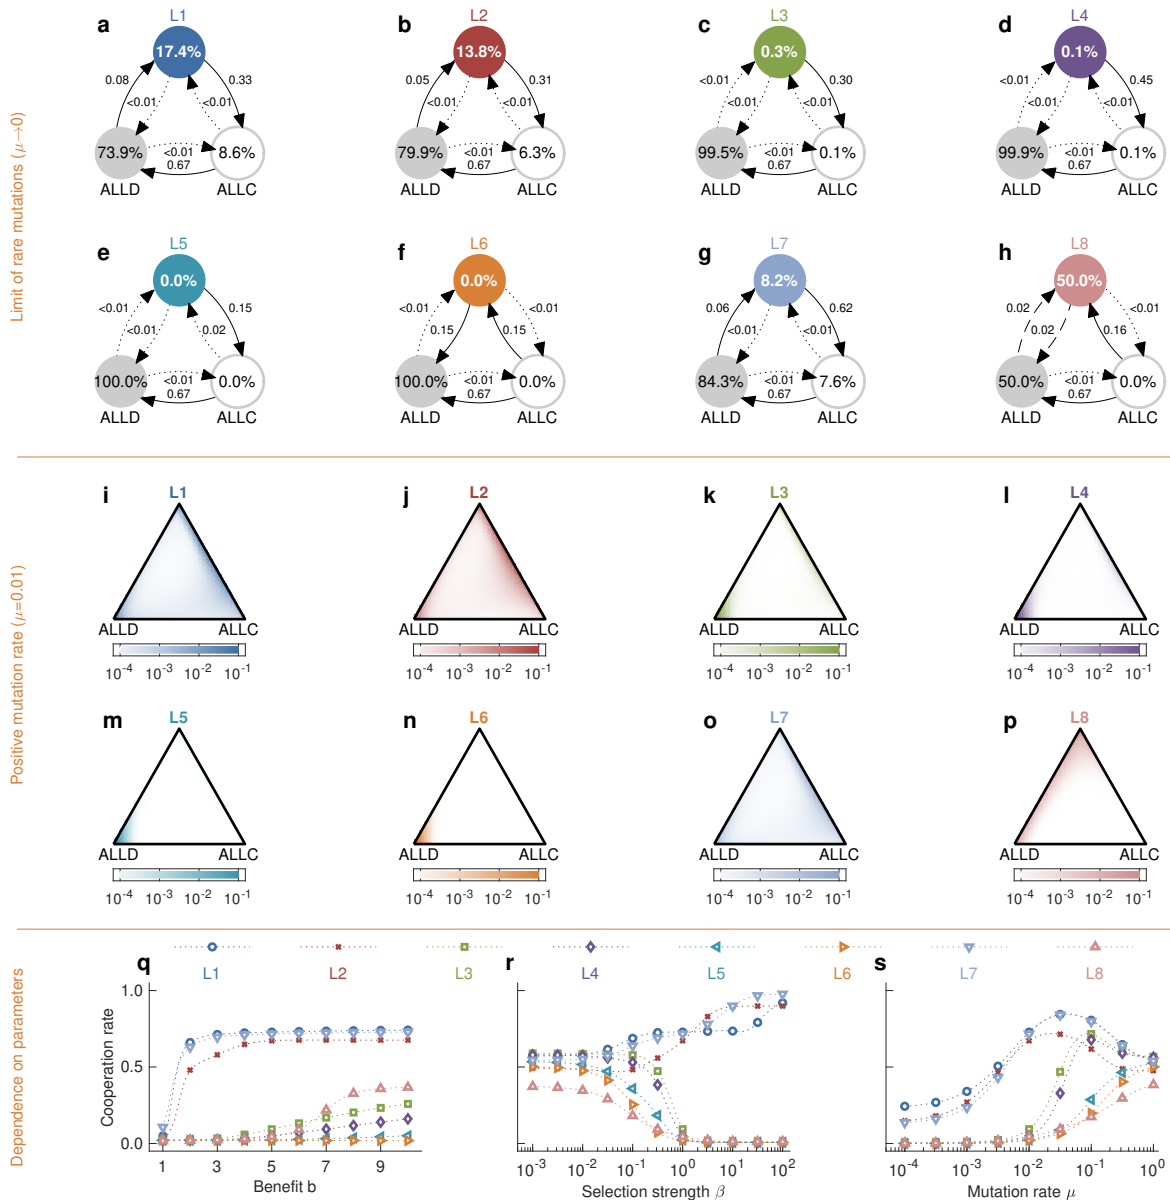 Limit of rare mutations (μ→0)
a
L1
17.4%
0.08
0.33
<0.01
<0.01
73.9%
<0.01
0.67
8.6%
ALLD
ALLC
b
L2
13.8%
0.05
0.31
<0.01
<0.01
79.9%
<0.01
0.67
6.3%
ALLD
ALLC
c
L3
0.3%
<0.01
0.30
<0.01
<0.01
99.5%
<0.01
0.67
0.1%
ALLD
ALLC
d
L4
0.1%
<0.01
0.45
<0.01
<0.01
99.9%
<0.01
0.67
0.1%
ALLD
ALLC
e
L5
0.0%
<0.01
0.15
<0.01
0.02
100.0%
<0.01
0.67
0.0%
ALLD
ALLC
f
L6
0.0%
<0.01
<0.01
0.15
0.15
100.0%
<0.01
0.67
0.0%
ALLD
ALLC
g
L7
8.2%
0.06
0.62
<0.01
<0.01
84.3%
<0.01
0.67
7.6%
ALLD
ALLC
h
L8
50.0%
0.02
<0.01
0.02
0.16
50.0%
<0.01
0.67
0.0%
ALLD
ALLC
Positive mutation rate (μ=0.01)
i
L1
ALLD
ALLC
10⁻⁴ 10⁻³ 10⁻² 10⁻¹
j
L2
ALLD
ALLC
10⁻⁴ 10⁻³ 10⁻² 10⁻¹
k
L3
ALLD
ALLC
10⁻⁴ 10⁻³ 10⁻² 10⁻¹
l
L4
ALLD
ALLC
10⁻⁴ 10⁻³ 10⁻² 10⁻¹
m
L5
ALLD
ALLC
10⁻⁴ 10⁻³ 10⁻² 10⁻¹
n
L6
ALLD
ALLC
10⁻⁴ 10⁻³ 10⁻² 10⁻¹
o
L7
ALLD
ALLC
10⁻⁴ 10⁻³ 10⁻² 10⁻¹
p
L8
ALLD
ALLC
10⁻⁴ 10⁻³ 10⁻² 10⁻¹
Dependence on parameters
L1 L2 L3 L4 L5 L6 L7 L8
q
Cooperation rate
1.0
0.5
0.0
1 3 5 7 9
Benefit b
r
10⁻³ 10⁻² 10⁻¹ 10⁰ 10¹ 10²
Selection strength β
s
10⁻⁴ 10⁻³ 10⁻² 10⁻¹ 10⁰
Mutation rate μ